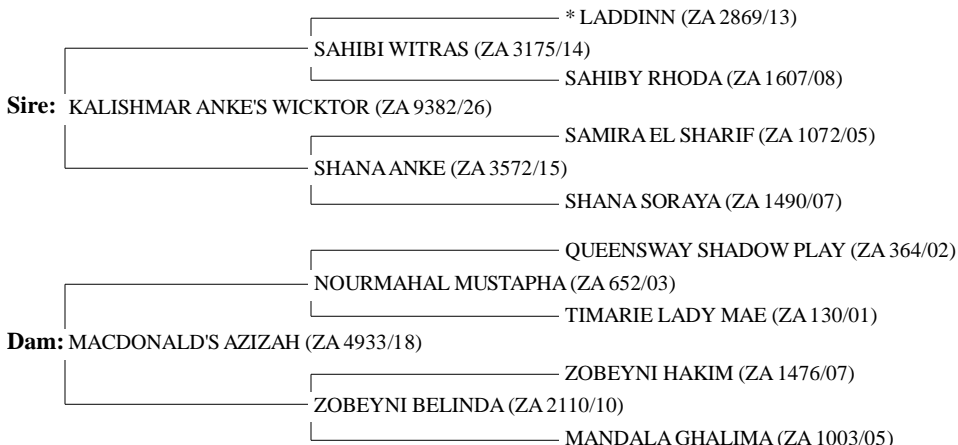 * LADDINN (ZA 2869/13)
SAHIBI WITRAS (ZA 3175/14)
SAHIBY RHODA (ZA 1607/08)
Sire: KALISHMAR ANKE'S WICKTOR (ZA 9382/26)
SAMIRA EL SHARIF (ZA 1072/05)
SHANA ANKE (ZA 3572/15)
SHANA SORAYA (ZA 1490/07)
QUEENSWAY SHADOW PLAY (ZA 364/02)
NOURMAHAL MUSTAPHA (ZA 652/03)
TIMARIE LADY MAE (ZA 130/01)
Dam: MACDONALD'S AZIZAH (ZA 4933/18)
ZOBEYNI HAKIM (ZA 1476/07)
ZOBEYNI BELINDA (ZA 2110/10)
MANDALA GHALIMA (ZA 1003/05)